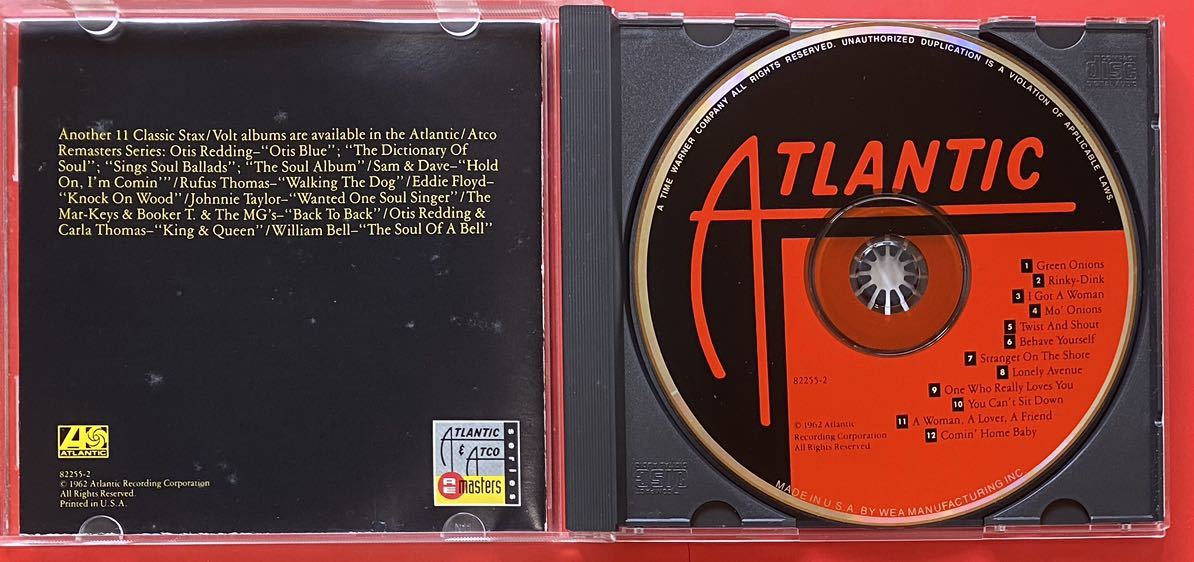 Another 11 Classic Stax/Volt albums are available in the Atlantic/Atco
Remasters Series: Otis Redding–“Otis Blue”; “The Dictionary Of
Soul”; “Sings Soul Ballads”; “The Soul Album”/Sam & Dave–“Hold
On, I’m Comin’”/Rufus Thomas–“Walking The Dog”/Eddie Floyd–
“Knock On Wood”/Johnnie Taylor–“Wanted One Soul Singer”/The
Mar-Keys & Booker T. & The MG’s–“Back To Back”/Otis Redding &
Carla Thomas–“King & Queen”/William Bell–“The Soul Of A Bell”
ATLANTIC
82255-2
© 1962 Atlantic Recording Corporation
All Rights Reserved.
Printed in U.S.A.
ATLANTIC
& ATCO
REmasters
series
A TIME WARNER COMPANY ALL RIGHTS RESERVED. UNAUTHORIZED DUPLICATION IS A VIOLATION OF APPLICABLE LAWS.
ATLANTIC
1 Green Onions
2 Rinky-Dink
3 I Got A Woman
4 Mo’ Onions
5 Twist And Shout
6 Behave Yourself
7 Stranger On The Shore
8 Lonely Avenue
9 One Who Really Loves You
10 You Can’t Sit Down
11 A Woman, A Lover, A Friend
12 Comin’ Home Baby
82255-2
© 1962 Atlantic
Recording Corporation
All Rights Reserved
MADE IN U.S.A. BY WEA MANUFACTURING INC.
disc